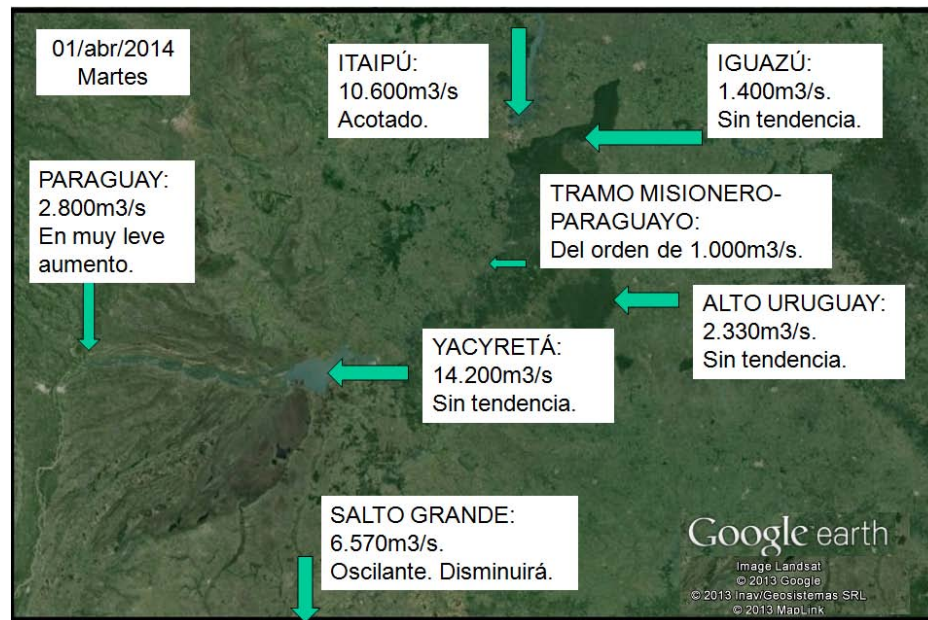 01/abr/2014
Martes
ITAIPÚ:
10.600m3/s
Acotado.
IGUAZÚ:
1.400m3/s.
Sin tendencia.
PARAGUAY:
2.800m3/s
En muy leve
aumento.
TRAMO MISIONERO-
PARAGUAYO:
Del orden de 1.000m3/s.
ALTO URUGUAY:
2.330m3/s.
Sin tendencia.
YACYRETÁ:
14.200m3/s
Sin tendencia.
SALTO GRANDE:
6.570m3/s.
Oscilante. Disminuirá.
Google earth
Image Landsat
© 2013 Google
© 2013 Inav/Geosistemas SRL
© 2013 MapLink